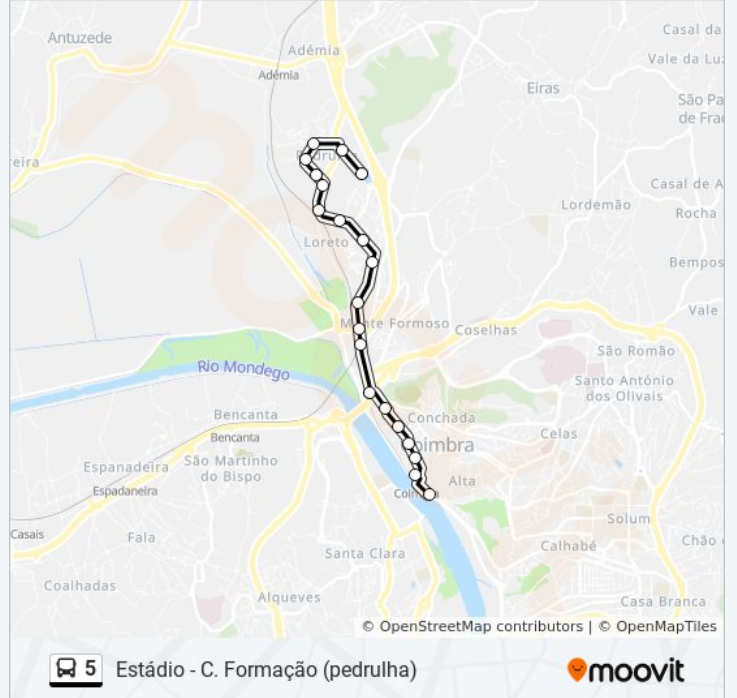 Antuzede
Adémia
Adémia
Casal da
Vale da Lu
Eiras
São Pa
de Fra
reira
Casal de A
Lordemão
Rocha
Loreto
Bempos
Vale
Monte Formoso
Coselhas
São Romão
Rio Mondego
Santo António
dos Olivais
Bencanta
Conchada
Bencanta
Coimbra
Celas
Espanadeira
São Martinho
do Bispo
Alta
Espadaneira
Solum
Casais
Fala
Santa Clara
Calhabé
Chão
Coalhadas
Alqueves
Casa Branca
© OpenStreetMap contributors | © OpenMapTiles
5 Estádio - C. Formação (pedrulha)
moovit